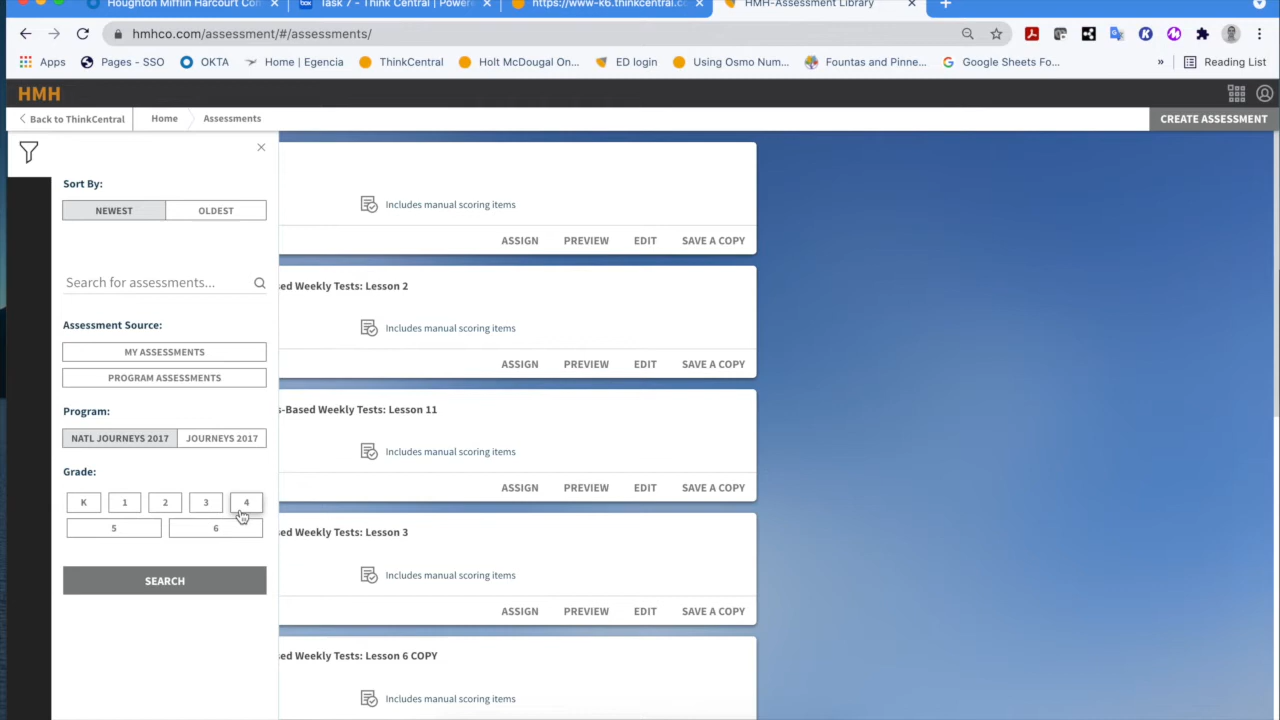 Houghton Mifflin Harcourt Con
Task 7 - Think Central | Powere
https://www-k6.thinkcentral.c
HMH-Assessment Library
hmhco.com/assessment/#/assessments/
Apps
Pages - SSO
OKTA
Home | Egencia
ThinkCentral
Holt McDougal On...
ED login
Using Osmo Num...
Fountas and Pinne...
Google Sheets Fo...
»
Reading List
HMH
Back to ThinkCentral
Home
Assessments
CREATE ASSESSMENT
Sort By:
NEWEST
OLDEST
Search for assessments...
Assessment Source:
MY ASSESSMENTS
PROGRAM ASSESSMENTS
Program:
NATL JOURNEYS 2017
JOURNEYS 2017
Grade:
K 1 2 3 4
5 6
SEARCH
Includes manual scoring items
ASSIGN PREVIEW EDIT SAVE A COPY
ed Weekly Tests: Lesson 2
Includes manual scoring items
ASSIGN PREVIEW EDIT SAVE A COPY
s-Based Weekly Tests: Lesson 11
Includes manual scoring items
ASSIGN PREVIEW EDIT SAVE A COPY
ed Weekly Tests: Lesson 3
Includes manual scoring items
ASSIGN PREVIEW EDIT SAVE A COPY
ed Weekly Tests: Lesson 6 COPY
Includes manual scoring items